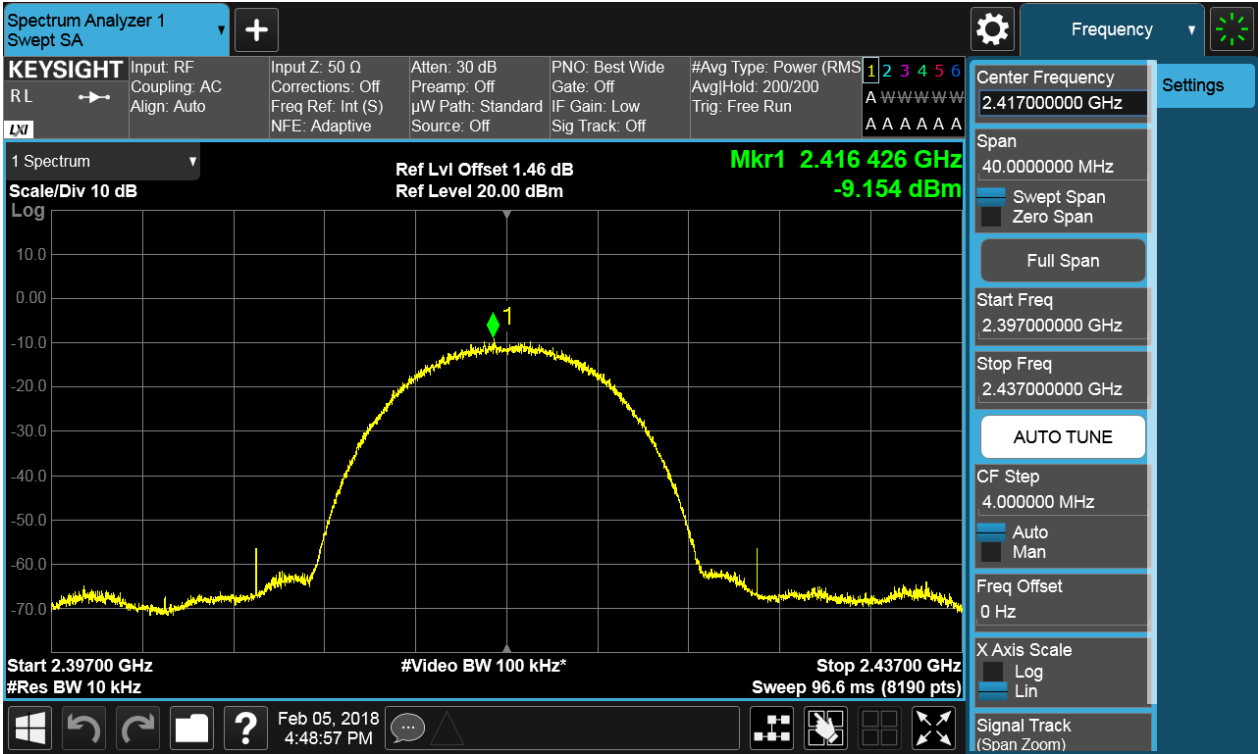 Spectrum Analyzer 1
Swept SA
+
Frequency
KEYSIGHT
R L
LXI
Input: RF
Coupling: AC
Align: Auto
Input Z: 50 Ω
Corrections: Off
Freq Ref: Int (S)
NFE: Adaptive
Atten: 30 dB
Preamp: Off
µW Path: Standard
Source: Off
PNO: Best Wide
Gate: Off
IF Gain: Low
Sig Track: Off
#Avg Type: Power (RMS
Avg|Hold: 200/200
Trig: Free Run
1 2 3 4 5 6
A W W W W W
A A A A A A
1 Spectrum
Scale/Div 10 dB
Log
Ref Lvl Offset 1.46 dB
Ref Level 20.00 dBm
Mkr1 2.416 426 GHz
-9.154 dBm
10.0
0.00
-10.0
-20.0
-30.0
-40.0
-50.0
-60.0
-70.0
1
Start 2.39700 GHz
#Res BW 10 kHz
#Video BW 100 kHz*
Stop 2.43700 GHz
Sweep 96.6 ms (8190 pts)
Center Frequency
2.417000000 GHz
Span
40.0000000 MHz
Swept Span
Zero Span
Full Span
Start Freq
2.397000000 GHz
Stop Freq
2.437000000 GHz
AUTO TUNE
CF Step
4.000000 MHz
Auto
Man
Freq Offset
0 Hz
X Axis Scale
Log
Lin
Signal Track
(Span Zoom)
Settings
?
Feb 05, 2018
4:48:57 PM